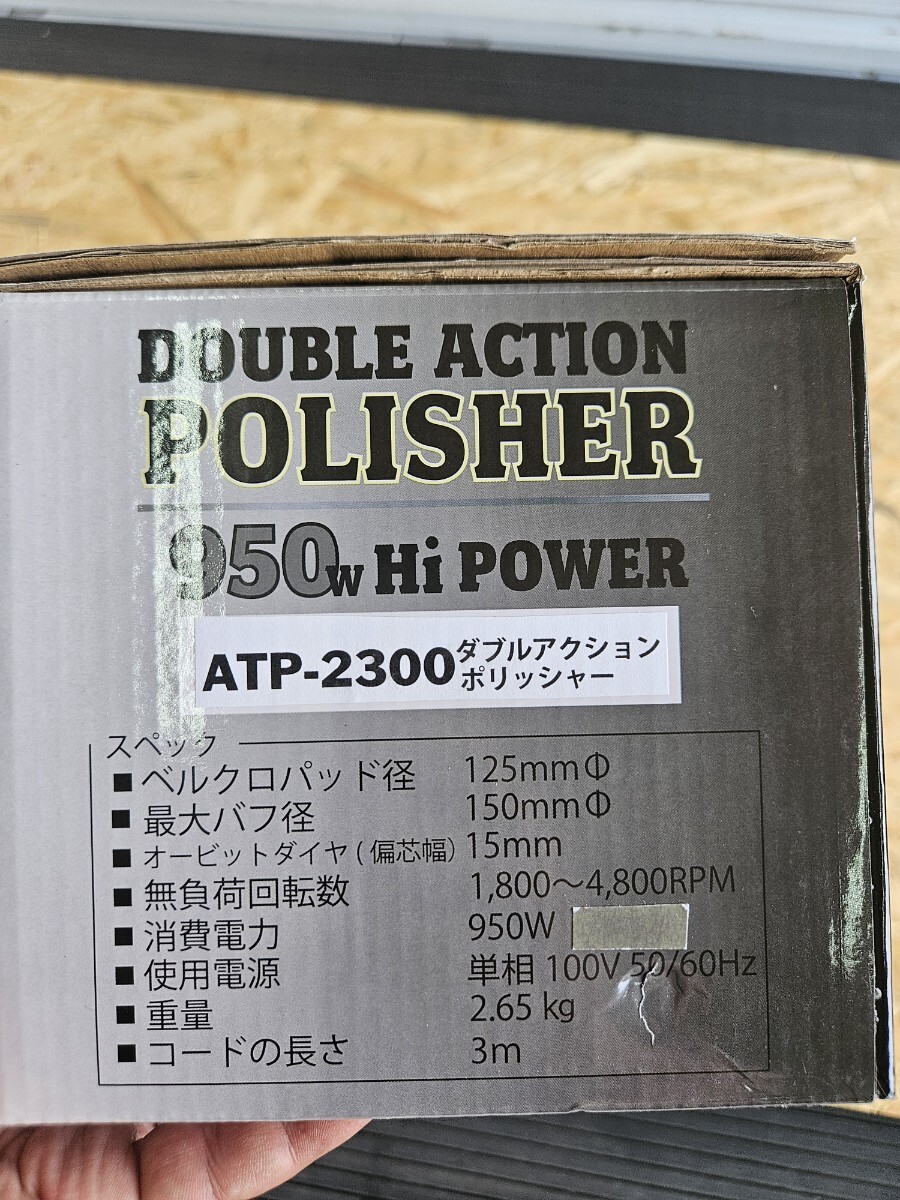 DOUBLE ACTION
POLISHER
950W Hi POWER
ATP-2300 ダブルアクション
ポリッシャー
スペック
■ ベルクロパッド径 125mmΦ
■ 最大バフ径 150mmΦ
■ オービットダイヤ(偏芯幅) 15mm
■ 無負荷回転数 1,800〜4,800RPM
■ 消費電力 950W
■ 使用電源 単相 100V 50/60Hz
■ 重量 2.65 kg
■ コードの長さ 3m